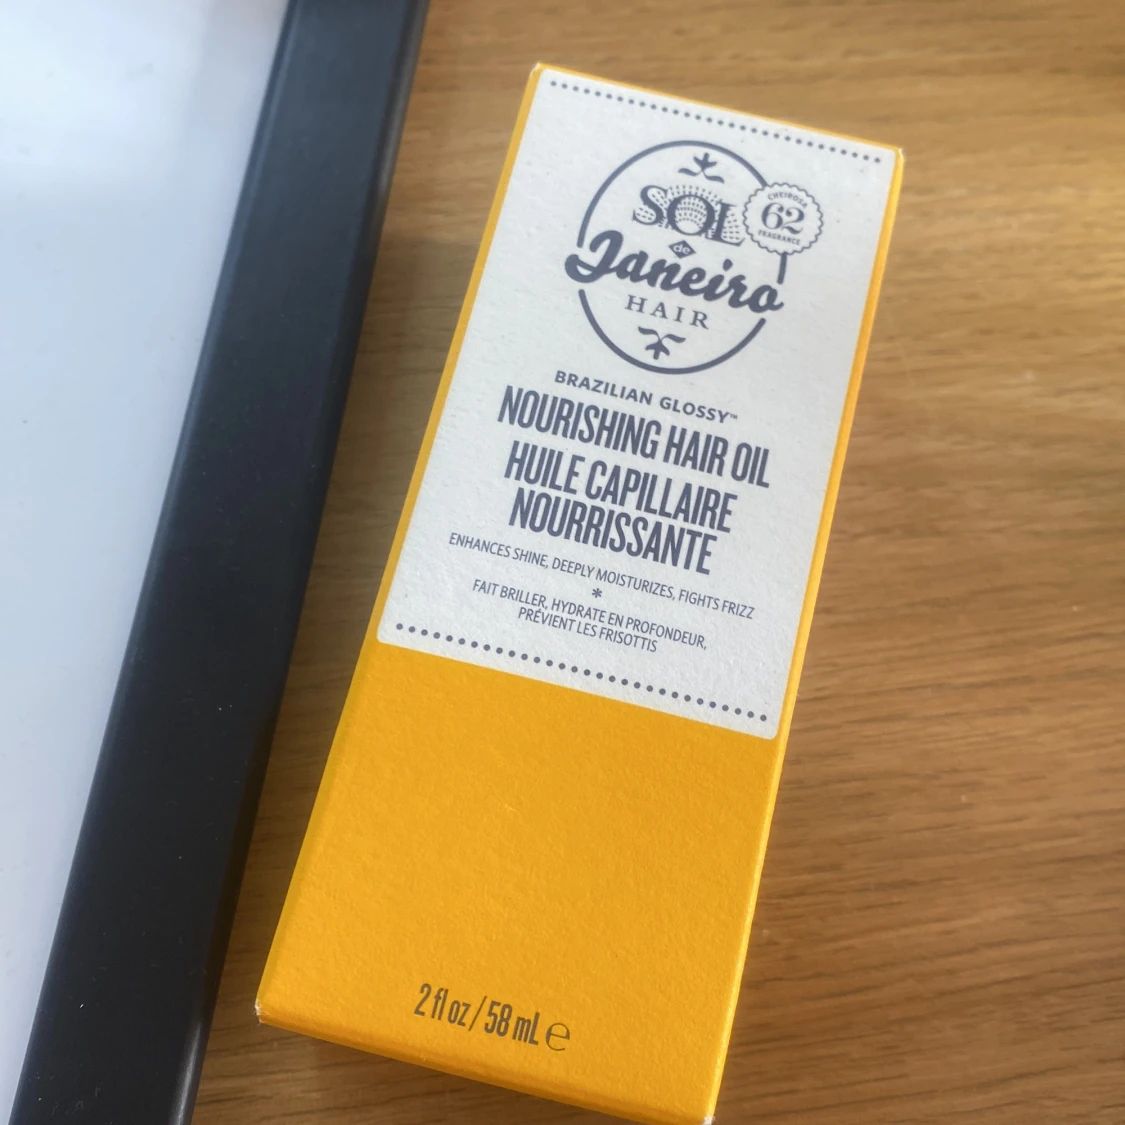 SOL
de
Janeiro
HAIR
CHEIROSA
62
FRAGRANCE
BRAZILIAN GLOSSY™
NOURISHING HAIR OIL
HUILE CAPILLAIRE
NOURRISSANTE
ENHANCES SHINE, DEEPLY MOISTURIZES, FIGHTS FRIZZ
*
FAIT BRILLER, HYDRATE EN PROFONDEUR,
PRÉVIENT LES FRISOTTIS
2 fl oz / 58 mL ℮